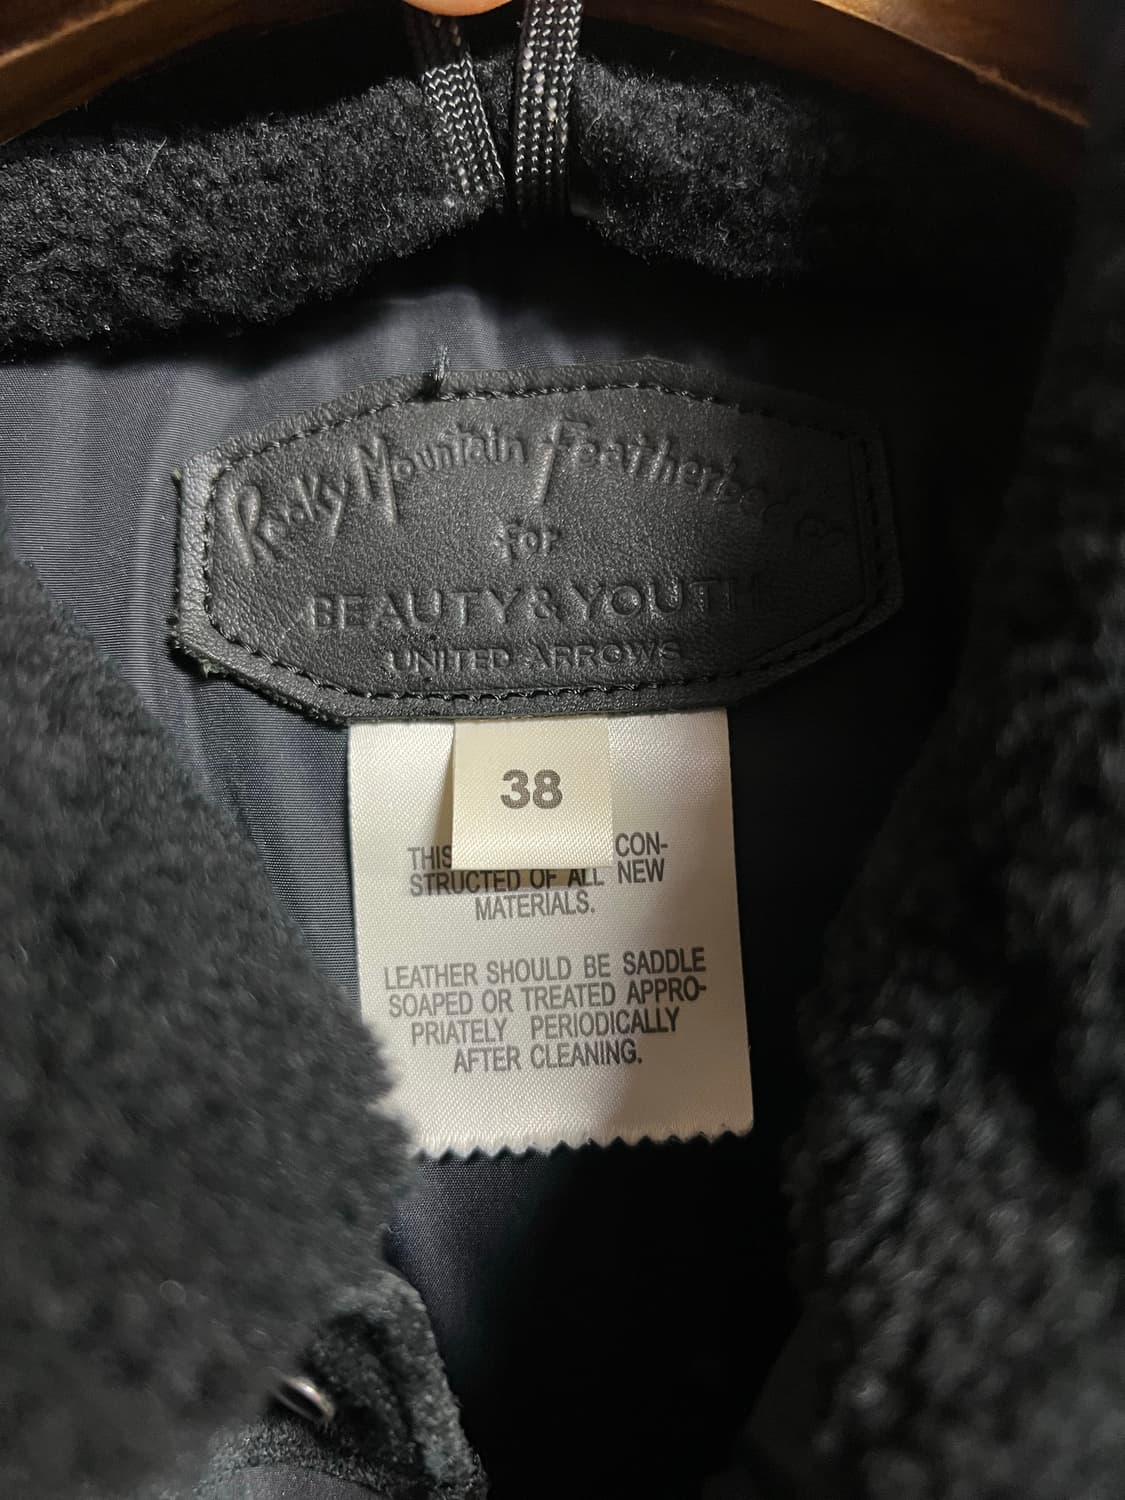 Rocky Mountain Featherbed
for
BEAUTY & YOUTH
UNITED ARROWS
38
THIS CON-
STRUCTED OF ALL NEW
MATERIALS.
LEATHER SHOULD BE SADDLE
SOAPED OR TREATED APPRO-
PRIATELY PERIODICALLY
AFTER CLEANING.